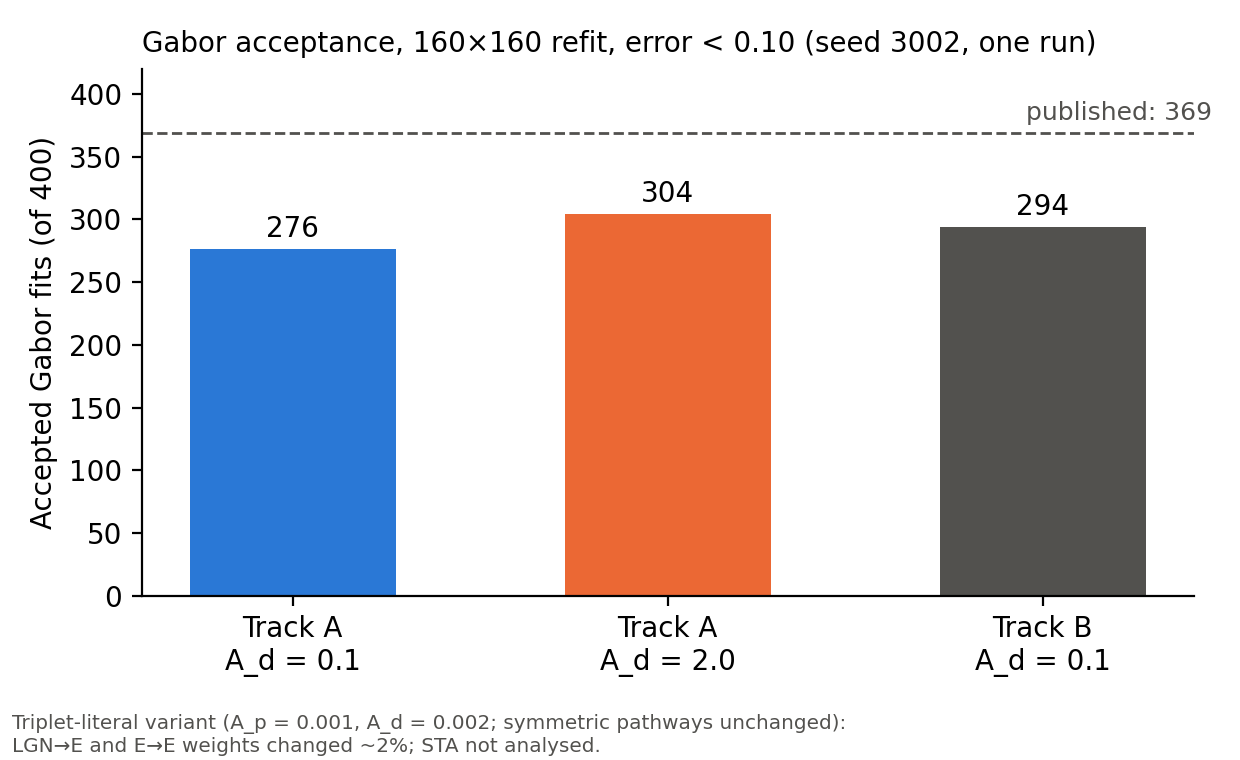 Gabor acceptance, 160×160 refit, error < 0.10 (seed 3002, one run)
Accepted Gabor fits (of 400)
400
350
300
250
200
150
100
50
0
published: 369
276
304
294
Track A
A_d = 0.1
Track A
A_d = 2.0
Track B
A_d = 0.1
Triplet-literal variant (A_p = 0.001, A_d = 0.002; symmetric pathways unchanged):
LGN→E and E→E weights changed ~2%; STA not analysed.